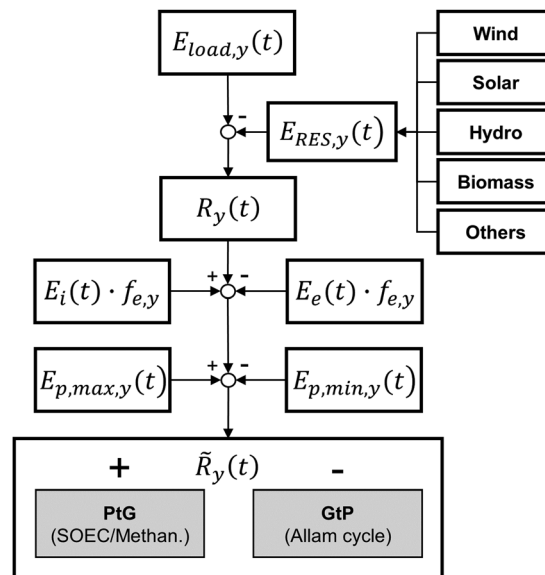 E_{load,y}(t)
Wind
Solar
-
E_{RES,y}(t)
Hydro
Biomass
R_y(t)
Others
+ -
E_i(t) · f_{e,y}
E_e(t) · f_{e,y}
+ -
E_{p,max,y}(t)
E_{p,min,y}(t)
+ R̃_y(t) -
PtG
(SOEC/Methan.)
GtP
(Allam cycle)